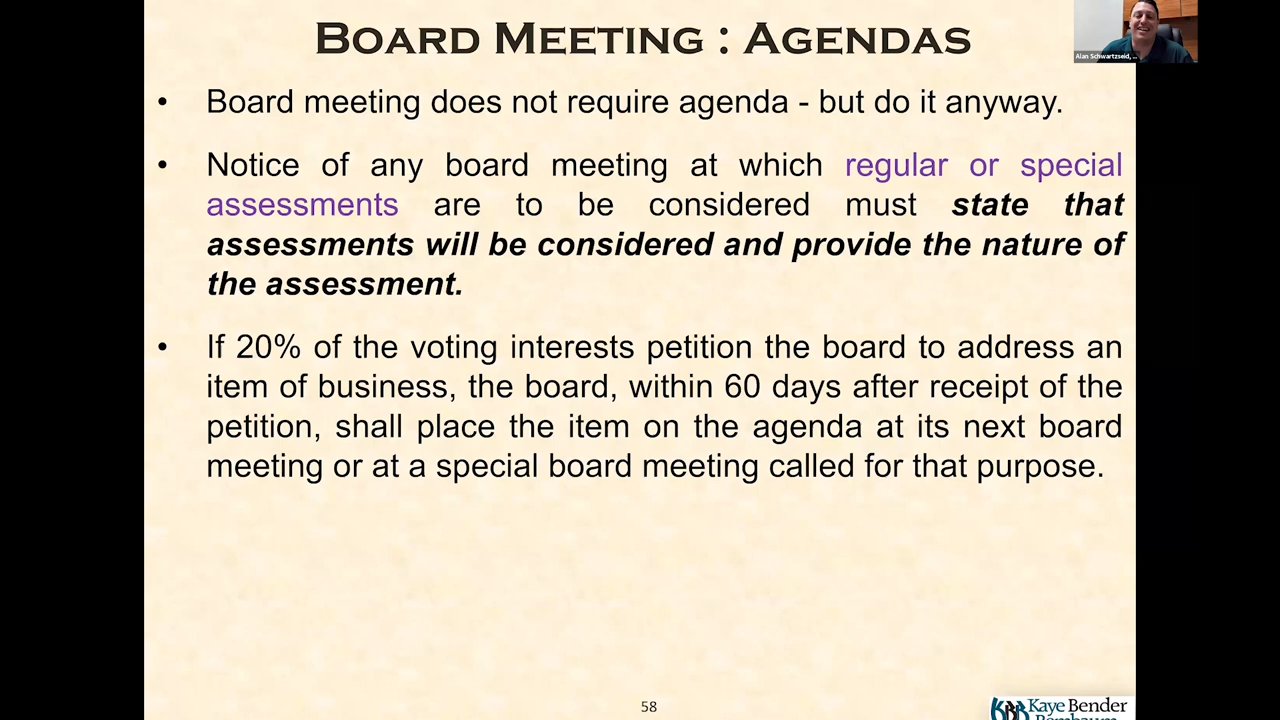 BOARD MEETING : AGENDAS
Alan Schwartzseid, ...
• Board meeting does not require agenda - but do it anyway.
• Notice of any board meeting at which regular or special
assessments are to be considered must state that
assessments will be considered and provide the nature of
the assessment.
• If 20% of the voting interests petition the board to address an
item of business, the board, within 60 days after receipt of the
petition, shall place the item on the agenda at its next board
meeting or at a special board meeting called for that purpose.
58
KBR Kaye Bender
Rembaum